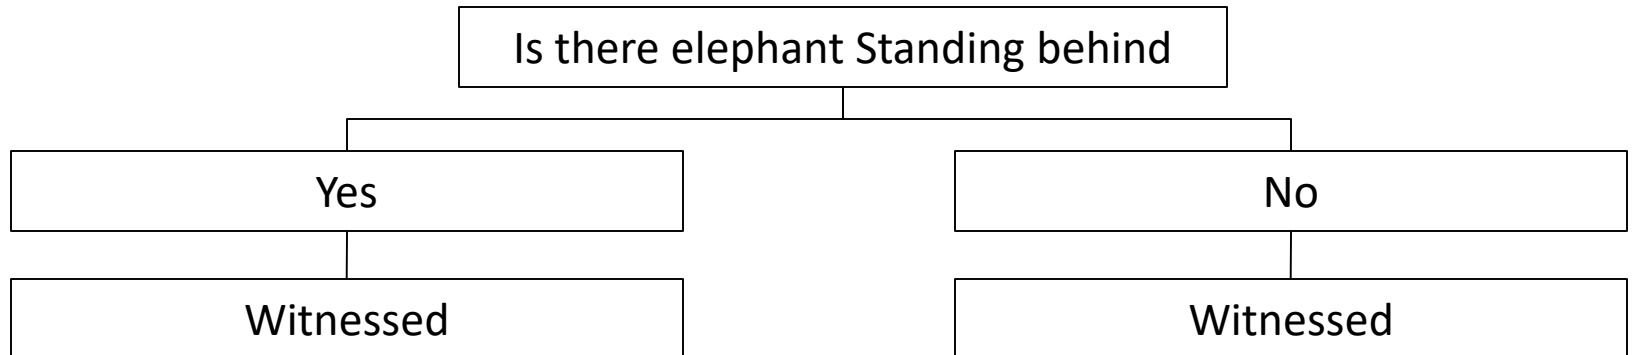 Is there elephant Standing behind
Yes
No
Witnessed
Witnessed